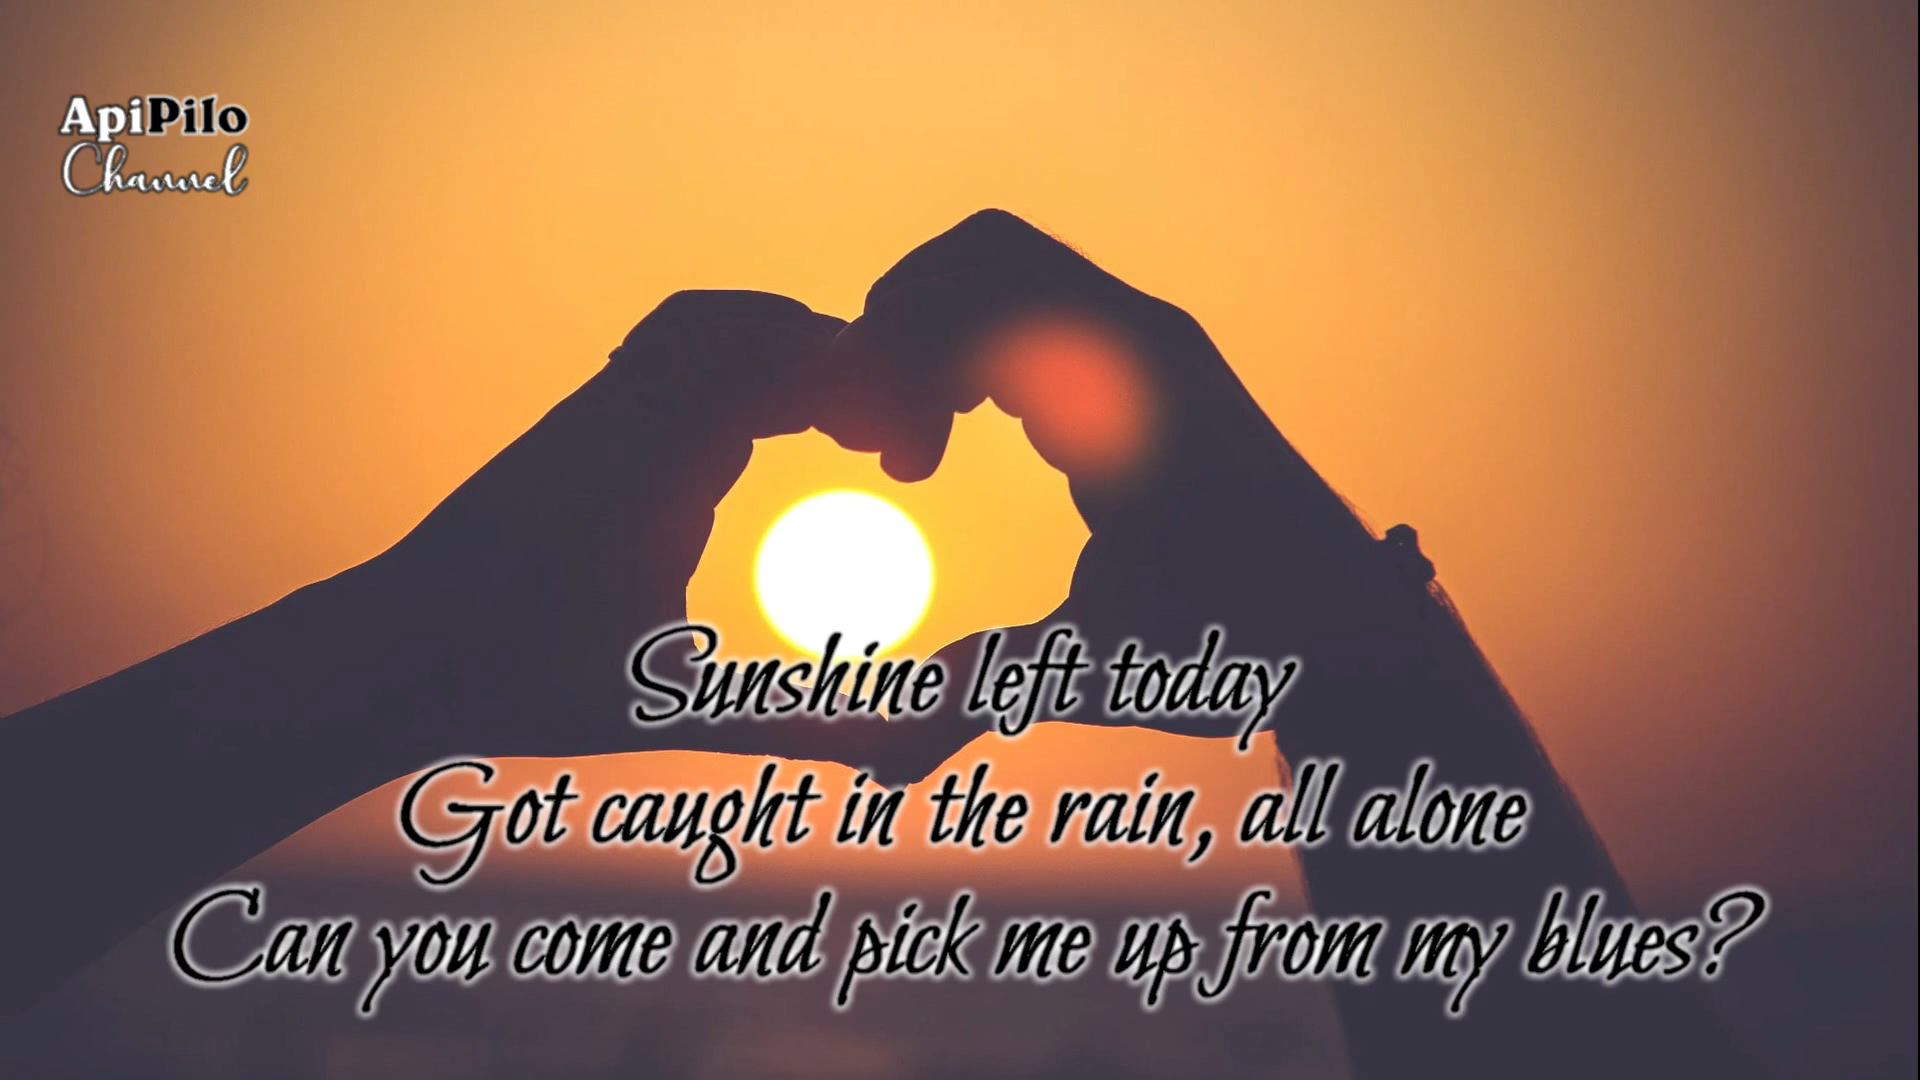 ApiPilo
Channel
Sunshine left today
Got caught in the rain, all alone
Can you come and pick me up from my blues?